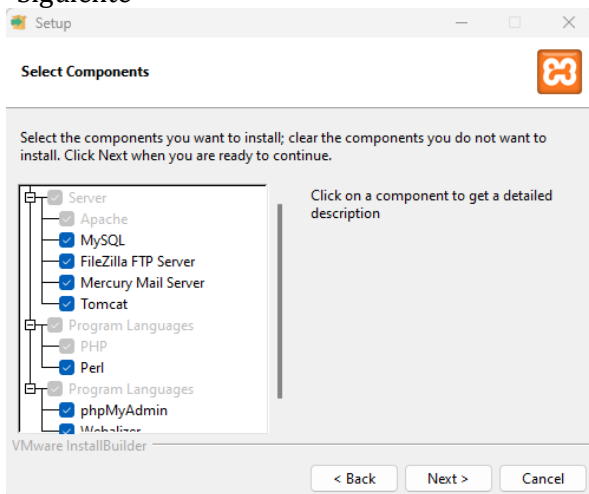 Siguiente
Setup
Select Components
Select the components you want to install; clear the components you do not want to
install. Click Next when you are ready to continue.
Server
Apache
MySQL
FileZilla FTP Server
Mercury Mail Server
Tomcat
Program Languages
PHP
Perl
Program Languages
phpMyAdmin
Webalizer
Click on a component to get a detailed
description
VMware InstallBuilder
< Back
Next >
Cancel